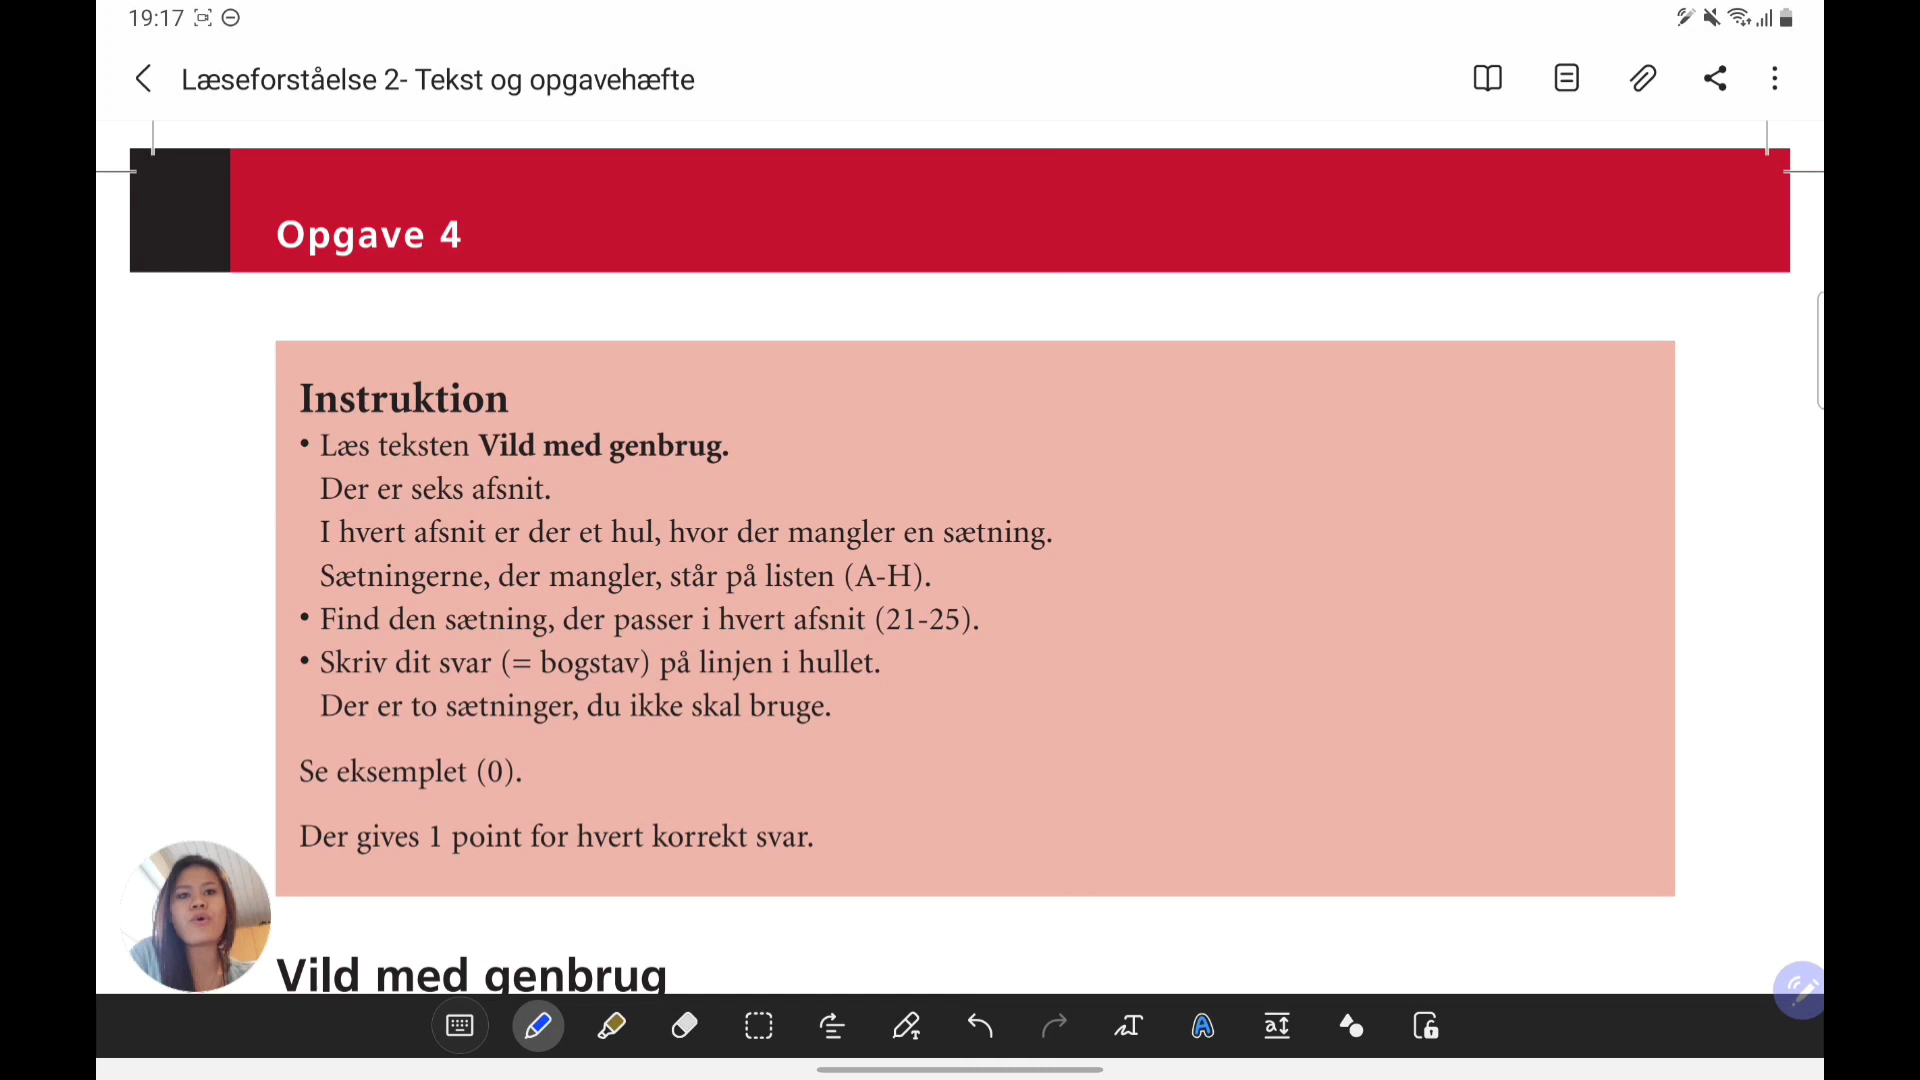 19:17
Læseforståelse 2- Tekst og opgavehæfte
Opgave 4
Instruktion
• Læs teksten Vild med genbrug.
Der er seks afsnit.
I hvert afsnit er der et hul, hvor der mangler en sætning.
Sætningerne, der mangler, står på listen (A-H).
• Find den sætning, der passer i hvert afsnit (21-25).
• Skriv dit svar (= bogstav) på linjen i hullet.
Der er to sætninger, du ikke skal bruge.
Se eksemplet (0).
Der gives 1 point for hvert korrekt svar.
Vild med genbrug